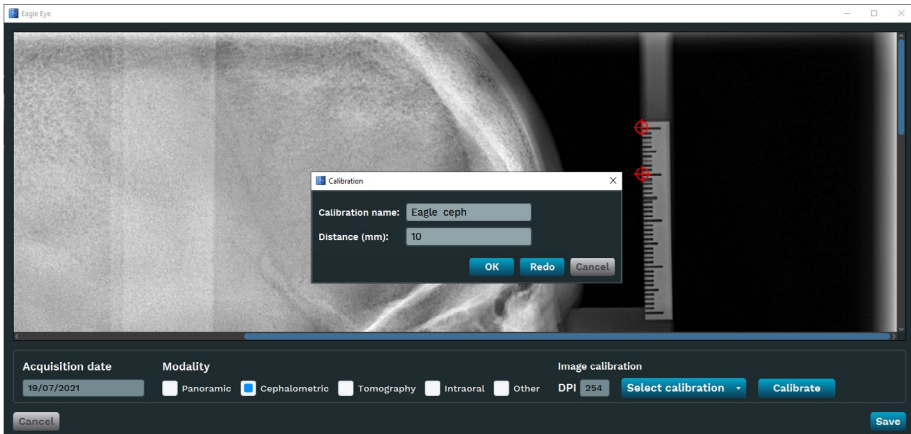 Eagle Eye
Calibration
Calibration name: Eagle ceph
Distance (mm): 10
OK Redo Cancel
Acquisition date Modality Image calibration
19/07/2021 Panoramic Cephalometric Tomography Intraoral Other DPI 254 Select calibration Calibrate
Cancel Save